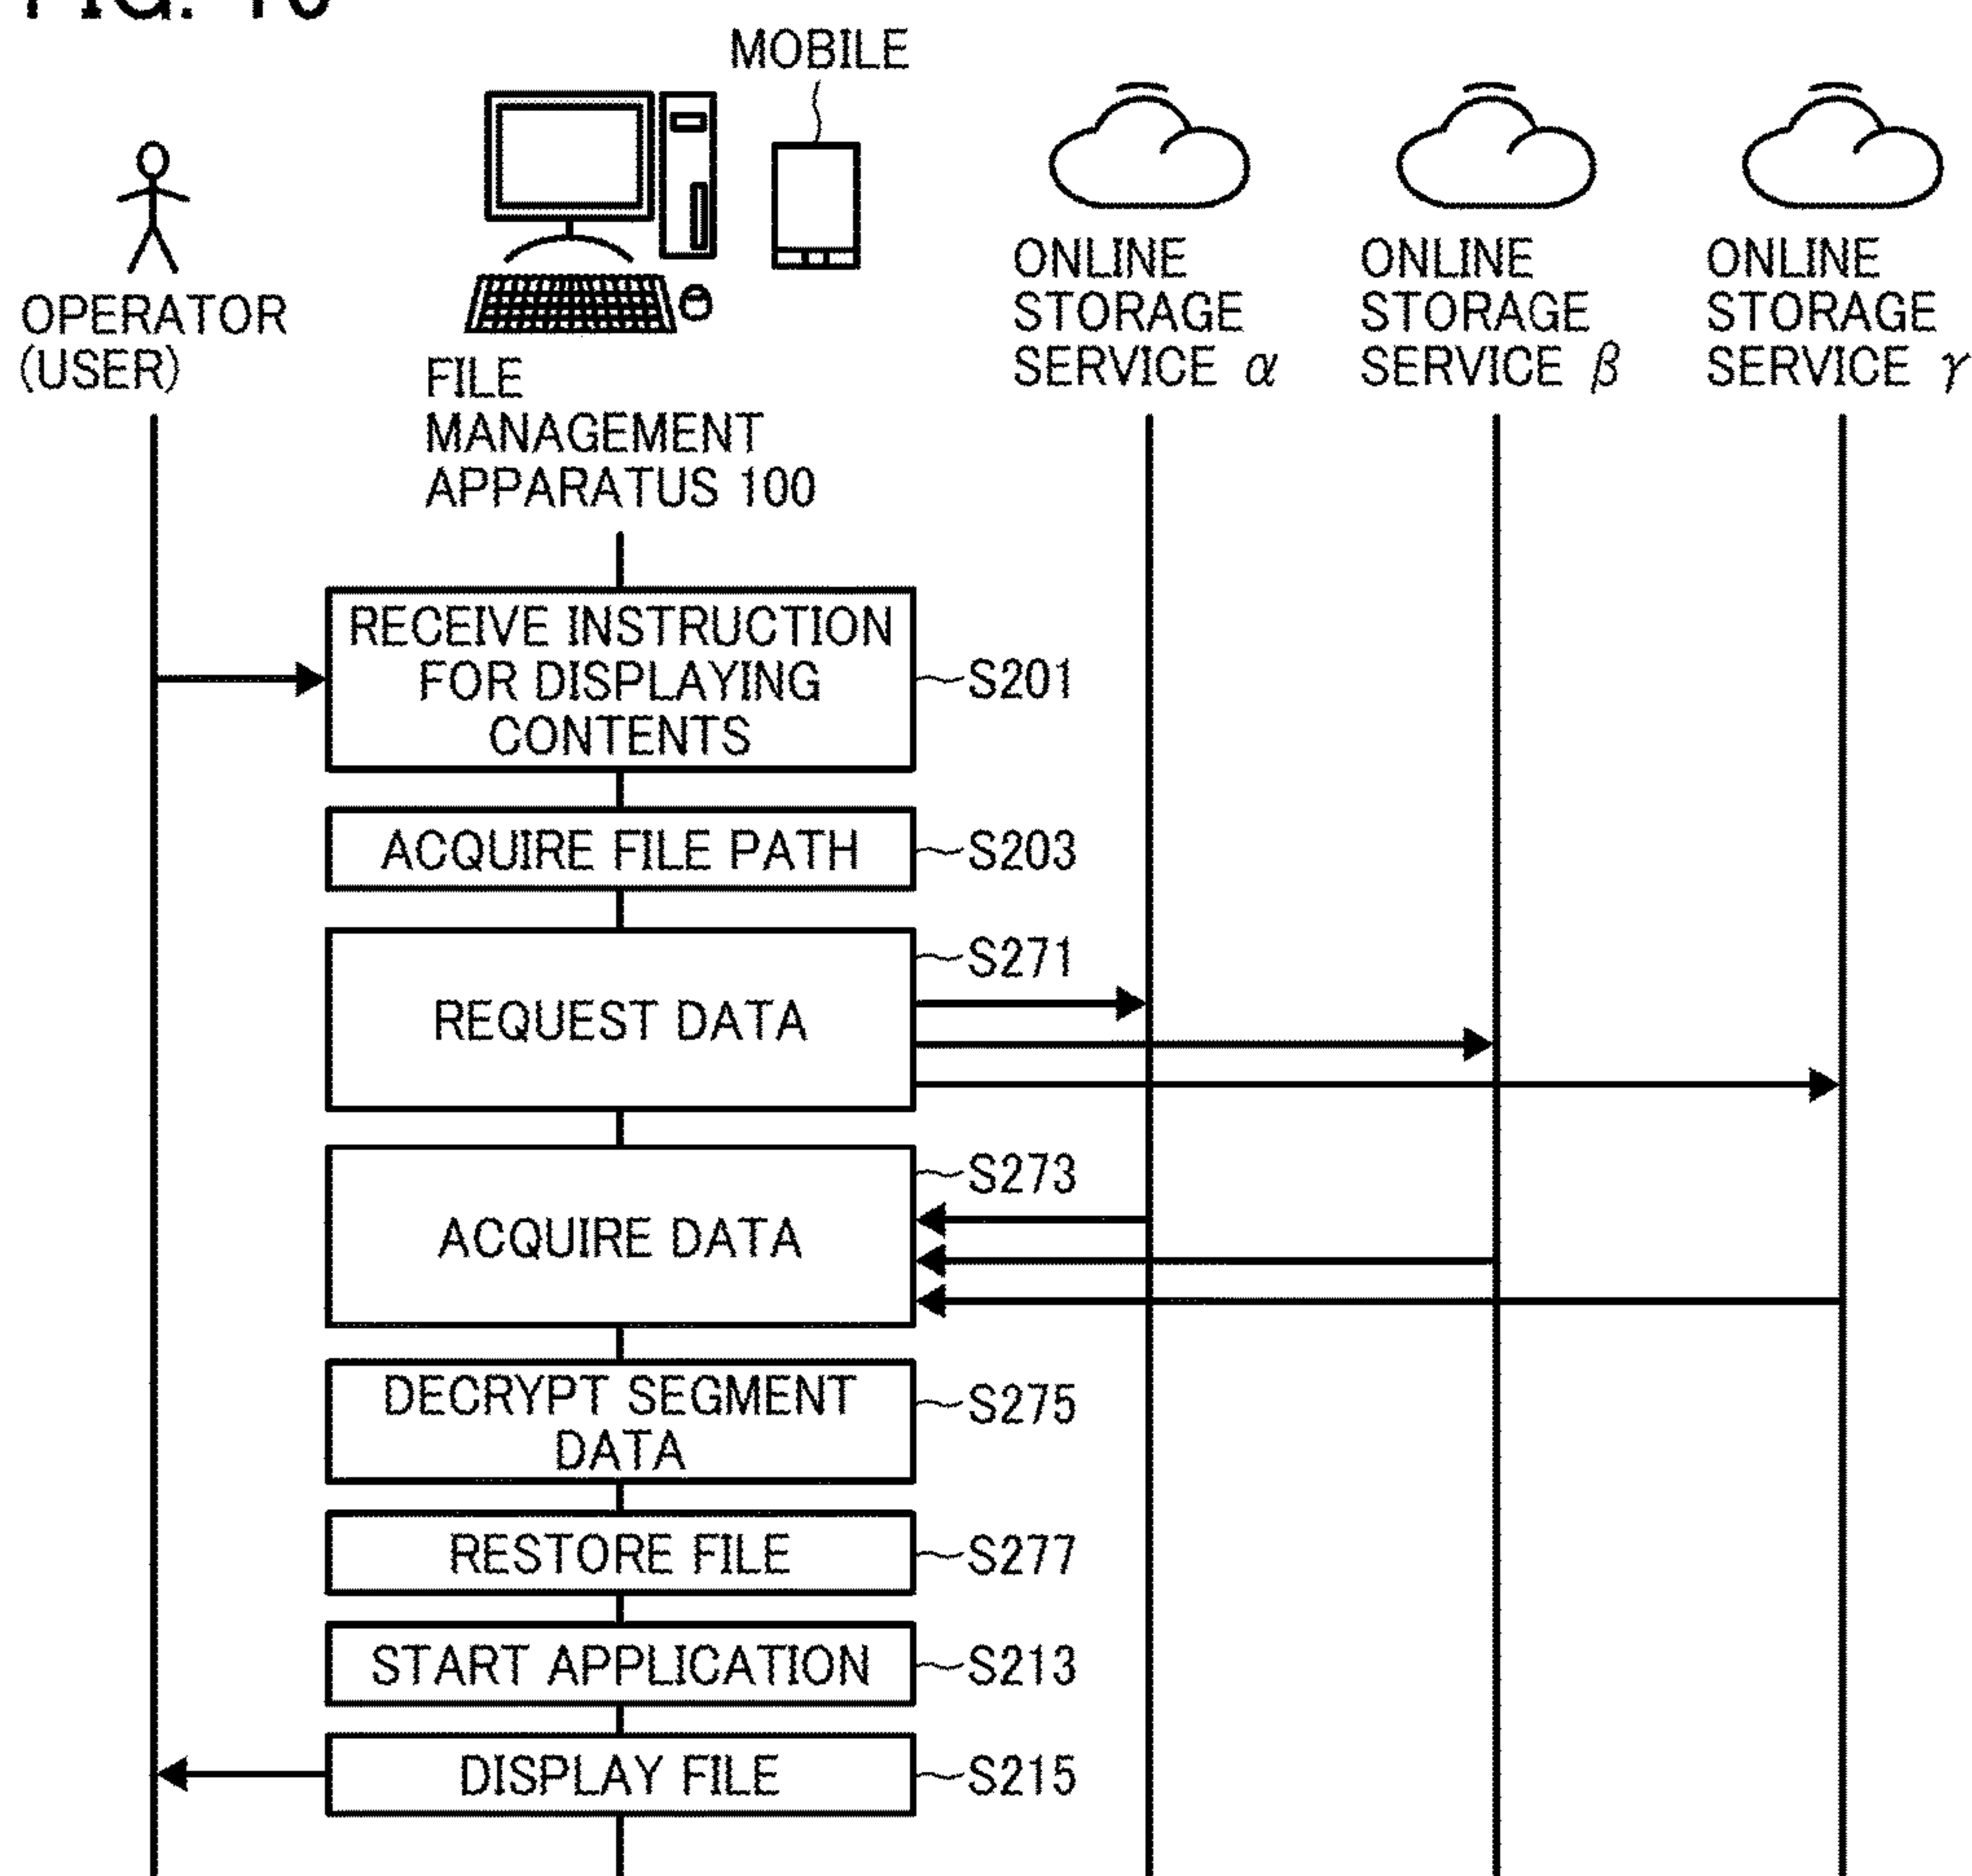 MOBILE
OPERATOR
(USER)
FILE
MANAGEMENT
APPARATUS 100
ONLINE
STORAGE
SERVICE α
ONLINE
STORAGE
SERVICE β
ONLINE
STORAGE
SERVICE γ
RECEIVE INSTRUCTION
FOR DISPLAYING
CONTENTS
S201
ACQUIRE FILE PATH
S203
REQUEST DATA
S271
ACQUIRE DATA
S273
DECRYPT SEGMENT
DATA
S275
RESTORE FILE
S277
START APPLICATION
S213
DISPLAY FILE
S215